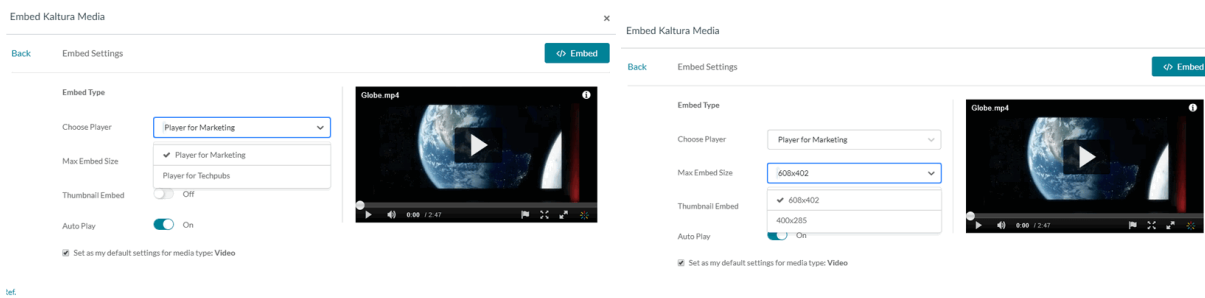 Embed Kaltura Media
×
Back
Embed Settings
</> Embed
Embed Type
Choose Player
Player for Marketing
✔ Player for Marketing
Player for Techpubs
Max Embed Size
Thumbnail Embed
Off
Auto Play
On
Set as my default settings for media type: Video
Globe.mp4
0:00 / 2:47
Ref.
Embed Kaltura Media
Back
Embed Settings
</> Embed
Embed Type
Choose Player
Player for Marketing
Max Embed Size
608x402
✔ 608x402
400x285
Thumbnail Embed
Auto Play
On
Set as my default settings for media type: Video
Globe.mp4
0:00 / 2:47